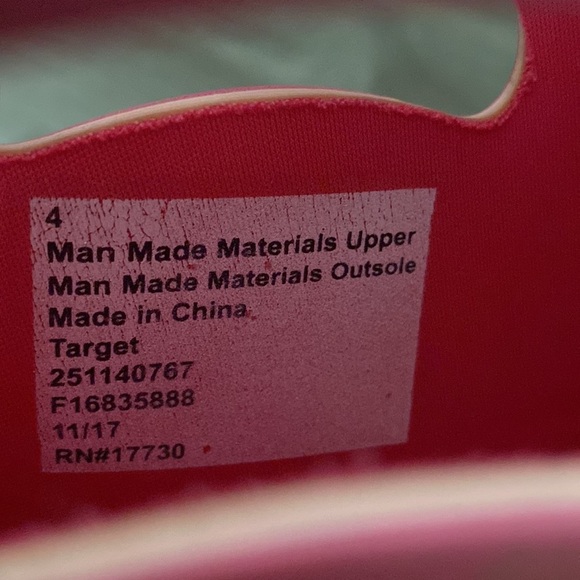 4
Man Made Materials Upper
Man Made Materials Outsole
Made in China
Target
251140767
F16835888
11/17
RN#17730